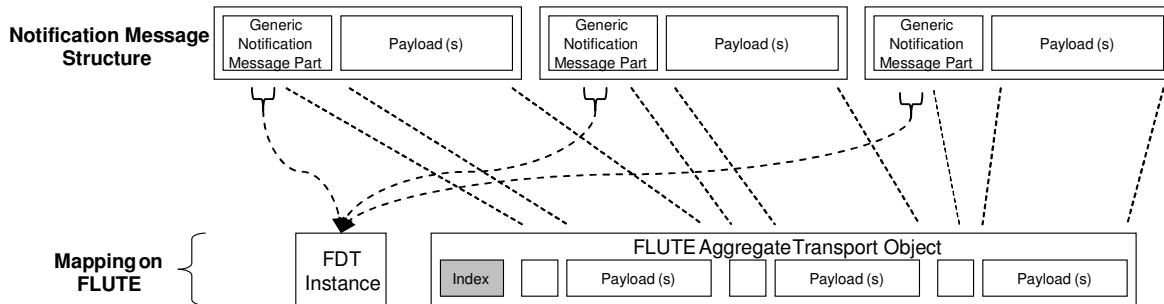 Notification Message
Structure
Generic
Notification
Message Part
Payload (s)
Generic
Notification
Message Part
Payload (s)
Generic
Notification
Message Part
Payload (s)
Mapping on
FLUTE
FDT
Instance
FLUTE Aggregate Transport Object
Index
Payload (s)
Payload (s)
Payload (s)